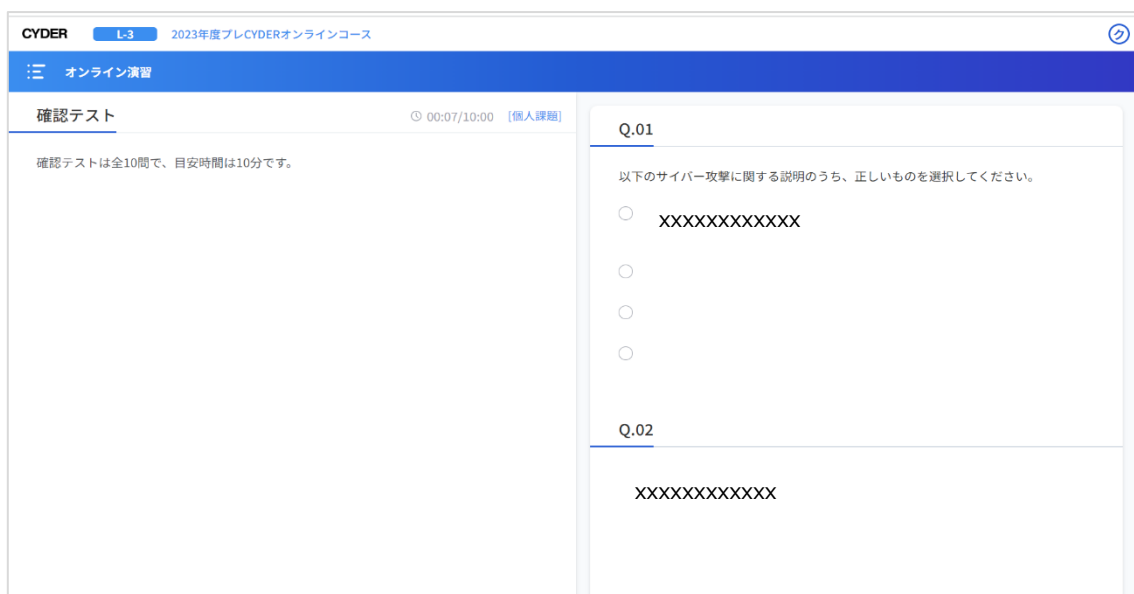 CYDER L-3 2023年度プレCYDERオンラインコース ク
オンライン演習
確認テスト 00:07/10:00 [個人課題]
確認テストは全10問で、目安時間は10分です。
Q.01
以下のサイバー攻撃に関する説明のうち、正しいものを選択してください。
XXXXXXXXXXXX
Q.02
XXXXXXXXXXXX